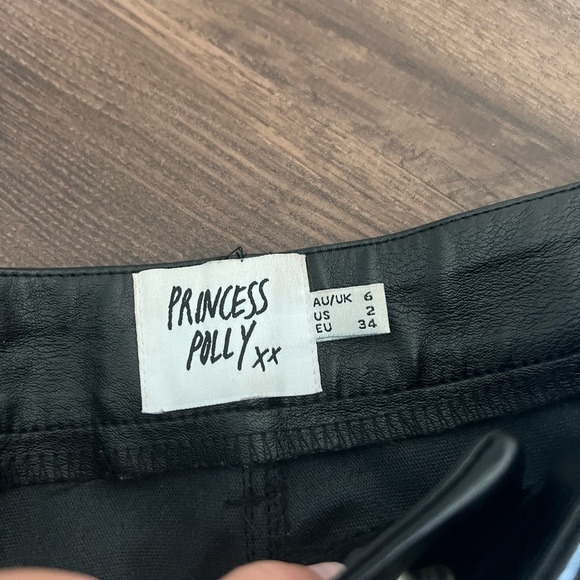 PRINCESS
POLLY xx
AU/UK 6
US 2
EU 34